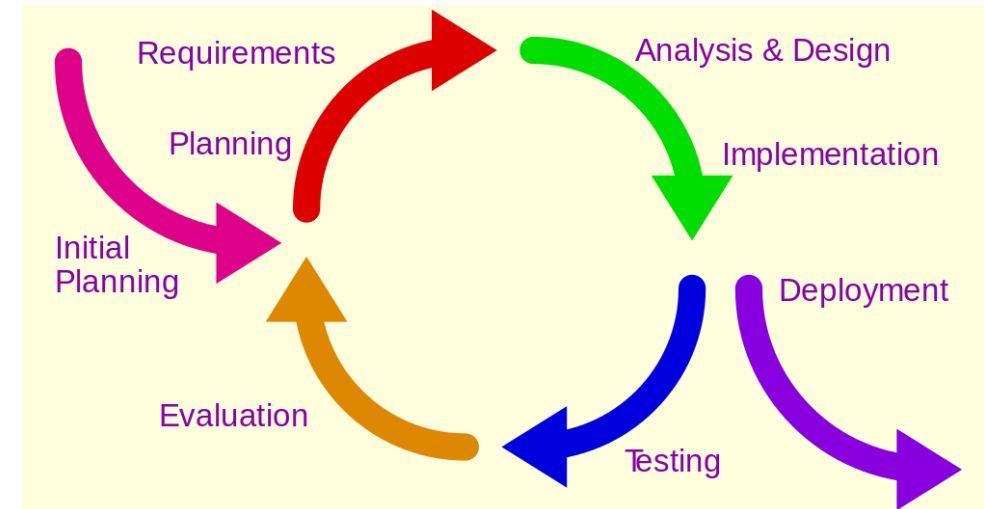 Requirements
Analysis & Design
Planning
Implementation
Initial
Planning
Deployment
Evaluation
Testing